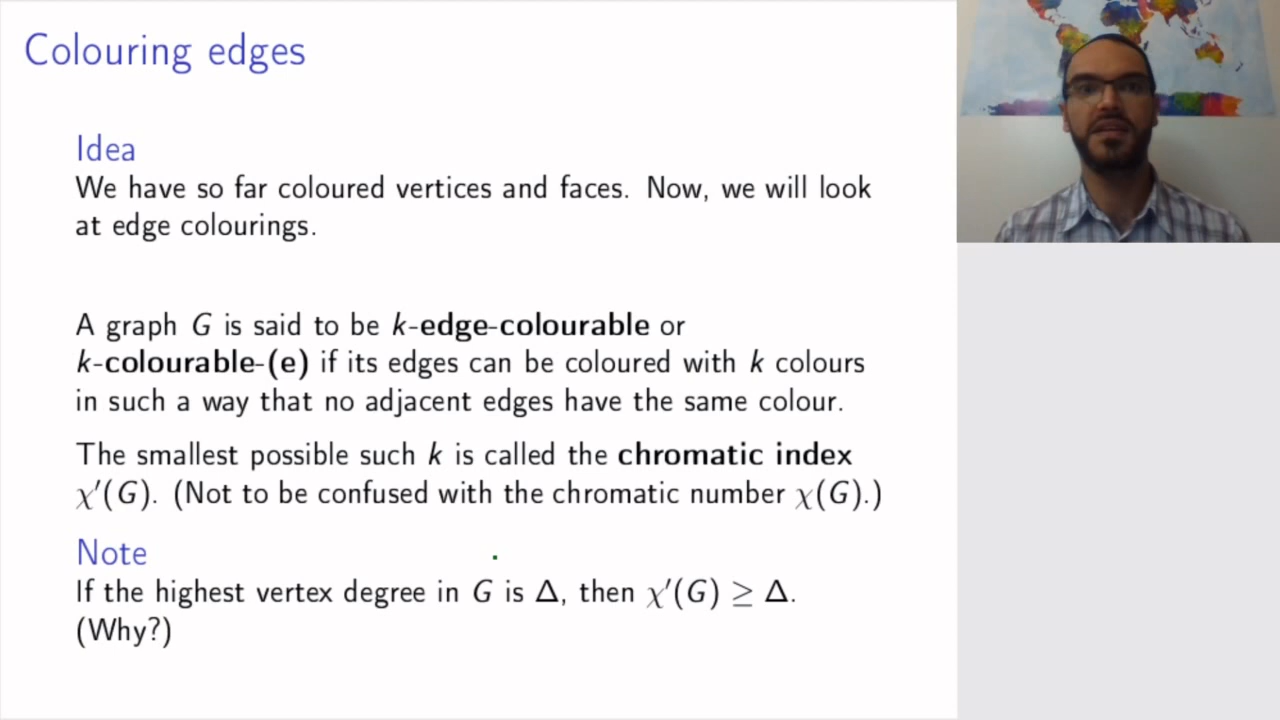 Colouring edges
Idea
We have so far coloured vertices and faces. Now, we will look
at edge colourings.
A graph G is said to be k-edge-colourable or
k-colourable-(e) if its edges can be coloured with k colours
in such a way that no adjacent edges have the same colour.
The smallest possible such k is called the chromatic index
χ′(G). (Not to be confused with the chromatic number χ(G).)
Note
If the highest vertex degree in G is Δ, then χ′(G) ≥ Δ.
(Why?)